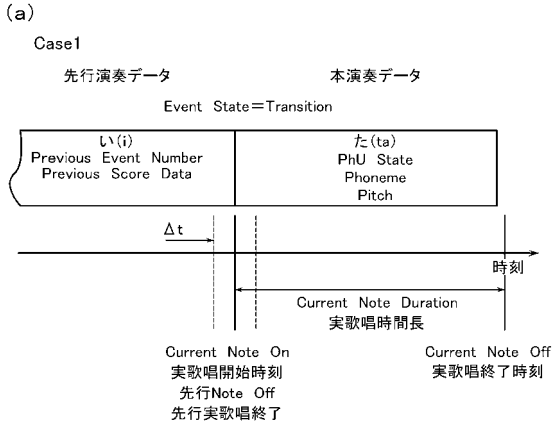 (a)
Case1
先行演奏データ 本演奏データ
Event State=Transition
い(i) た(ta)
Previous Event Number PhU State
Previous Score Data Phoneme
Pitch
Δt
時刻
Current Note Duration
実歌唱時間長
Current Note On Current Note Off
実歌唱開始時刻 実歌唱終了時刻
先行Note Off
先行実歌唱終了